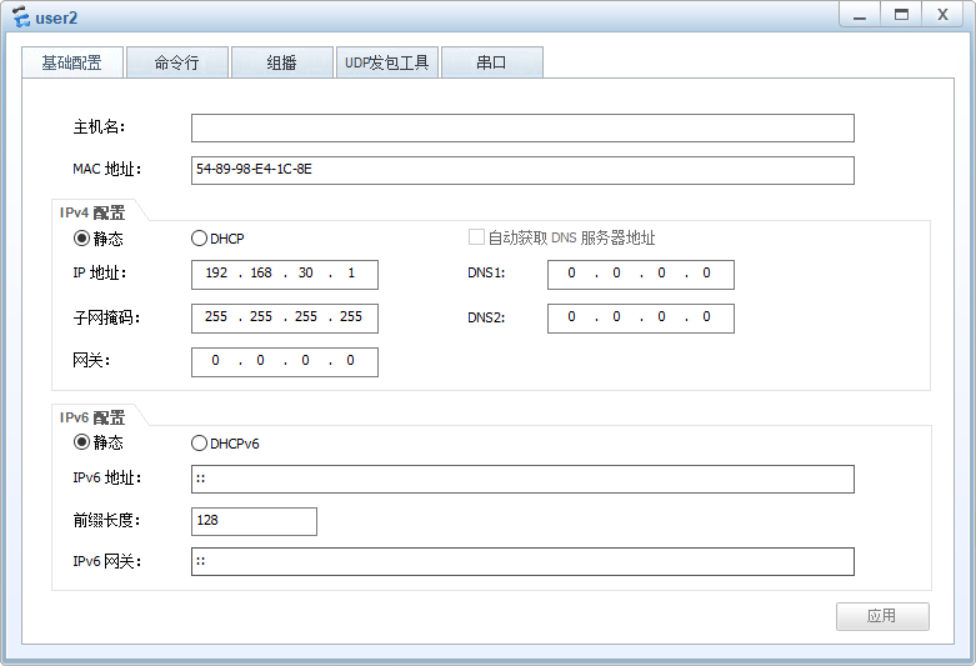 user2
基础配置 命令行 组播 UDP发包工具 串口
主机名:
MAC 地址: 54-89-98-E4-1C-8E
IPv4 配置
静态 DHCP 自动获取 DNS 服务器地址
IP 地址: 192 . 168 . 30 . 1 DNS1: 0 . 0 . 0 . 0
子网掩码: 255 . 255 . 255 . 255 DNS2: 0 . 0 . 0 . 0
网关: 0 . 0 . 0 . 0
IPv6 配置
静态 DHCPv6
IPv6 地址: ::
前缀长度: 128
IPv6 网关: ::
应用